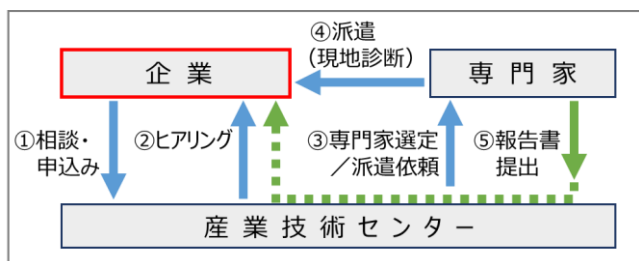 ④派遣
(現地診断)
企業
専門家
①相談・
申込み
②ヒアリング
③専門家選定
／派遣依頼
⑤報告書
提出
産業技術センター